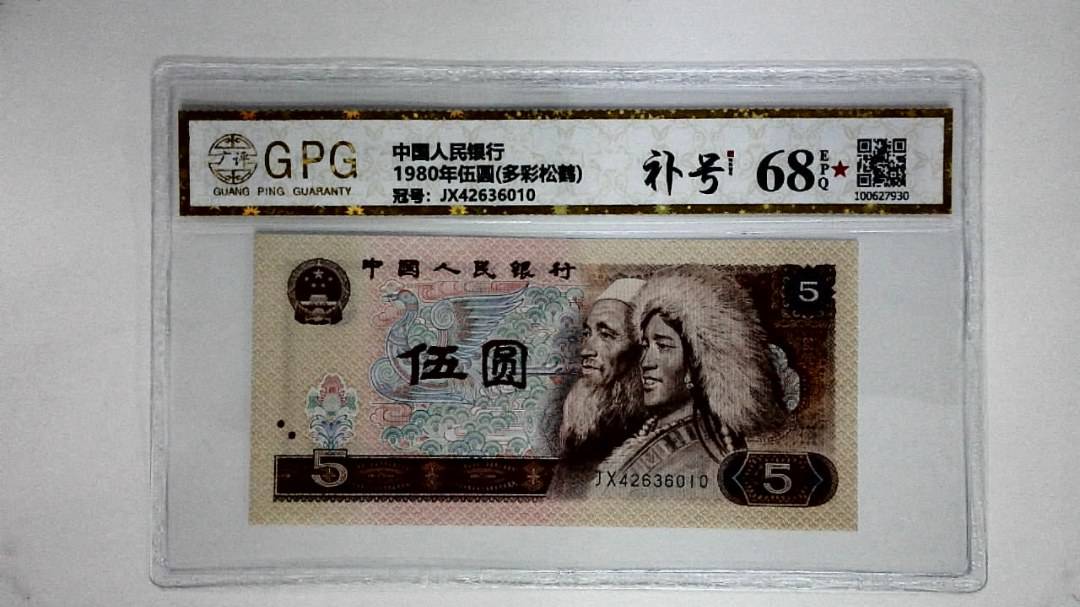 广评
GPG
GUANG PING GUARANTY
中国人民银行
1980年伍圆(多彩松鹤)
冠号: JX42636010
补号
68
EPQ
100627930
中国人民银行
5
伍圆
5
JX42636010
5